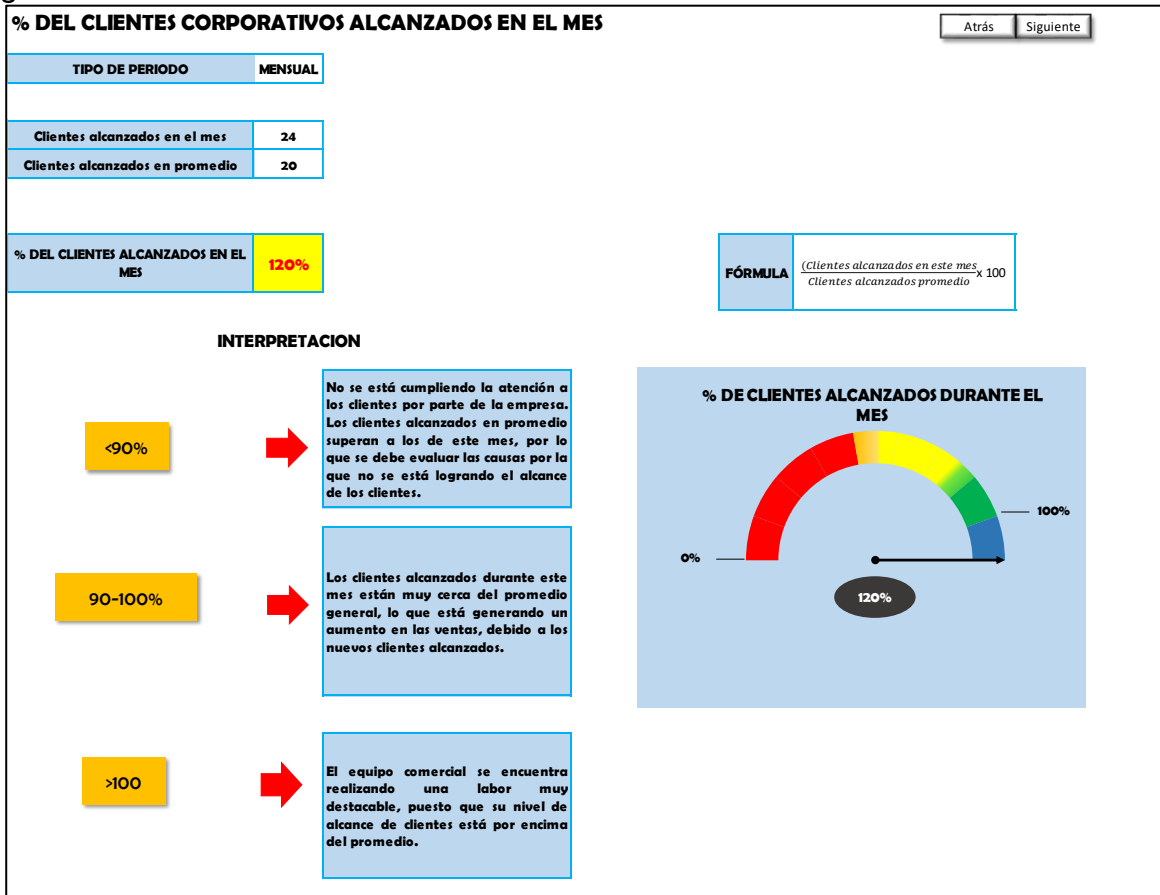 % DEL CLIENTES CORPORATIVOS ALCANZADOS EN EL MES
Atrás
Siguiente
TIPO DE PERIODO MENSUAL
Clientes alcanzados en el mes 24
Clientes alcanzados en promedio 20
% DEL CLIENTES ALCANZADOS EN EL
MES
120%
FÓRMULA
(Clientes alcanzados en este mes
Clientes alcanzados promedio
x 100
INTERPRETACION
<90%
No se está cumpliendo la atención a
los clientes por parte de la empresa.
Los clientes alcanzados en promedio
superan a los de este mes, por lo
que se debe evaluar las causas por la
que no se está logrando el alcance
de los clientes.
90-100%
Los clientes alcanzados durante este
mes están muy cerca del promedio
general, lo que está generando un
aumento en las ventas, debido a los
nuevos clientes alcanzados.
>100
El equipo comercial se encuentra
realizando una labor muy
destacable, puesto que su nivel de
alcance de clientes está por encima
del promedio.
% DE CLIENTES ALCANZADOS DURANTE EL
MES
0%
100%
120%